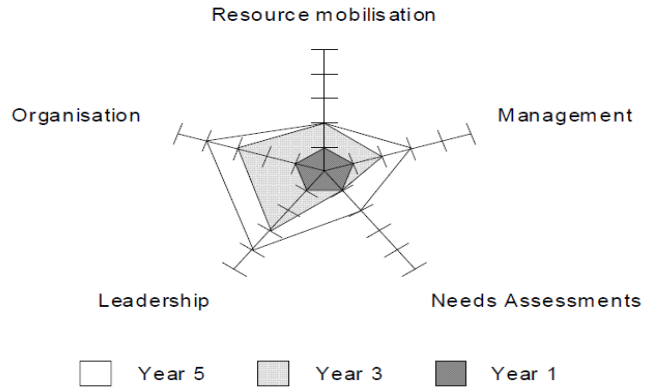 Resource mobilisation
Organisation
Management
Leadership
Needs Assessments
Year 5
Year 3
Year 1